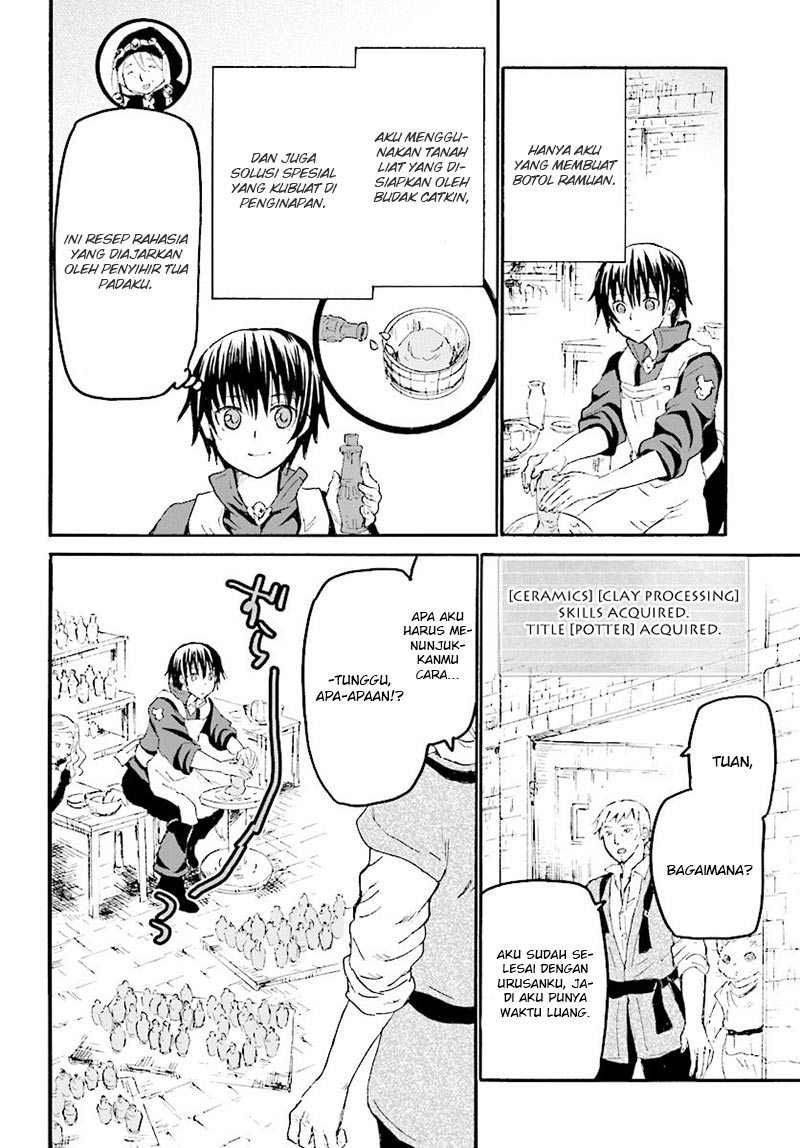 HANYA AKU
YANG MEMBUAT
BOTOL RAMUAN.
AKU MENGGU-
NAKAN TANAH
LIAT YANG DI-
SIAPKAN OLEH
BUDAK CATKIN,
DAN JUGA
SOLUSI SPESIAL
YANG KUBUAT DI
PENGINAPAN.
INI RESEP RAHASIA
YANG DIAJARKAN
OLEH PENYIHIR TUA
PADAKU.
[CERAMICS] [CLAY PROCESSING]
SKILLS ACQUIRED.
TITLE [POTTER] ACQUIRED.
TUAN,
BAGAIMANA?
AKU SUDAH SE-
LESAI DENGAN
URUSANKU, JA-
DI AKU PUNYA
WAKTU LUANG.
APA AKU
HARUS ME-
NUNJUK-
KANMU
CARA...
-TUNGGU,
APA-APAAN!?